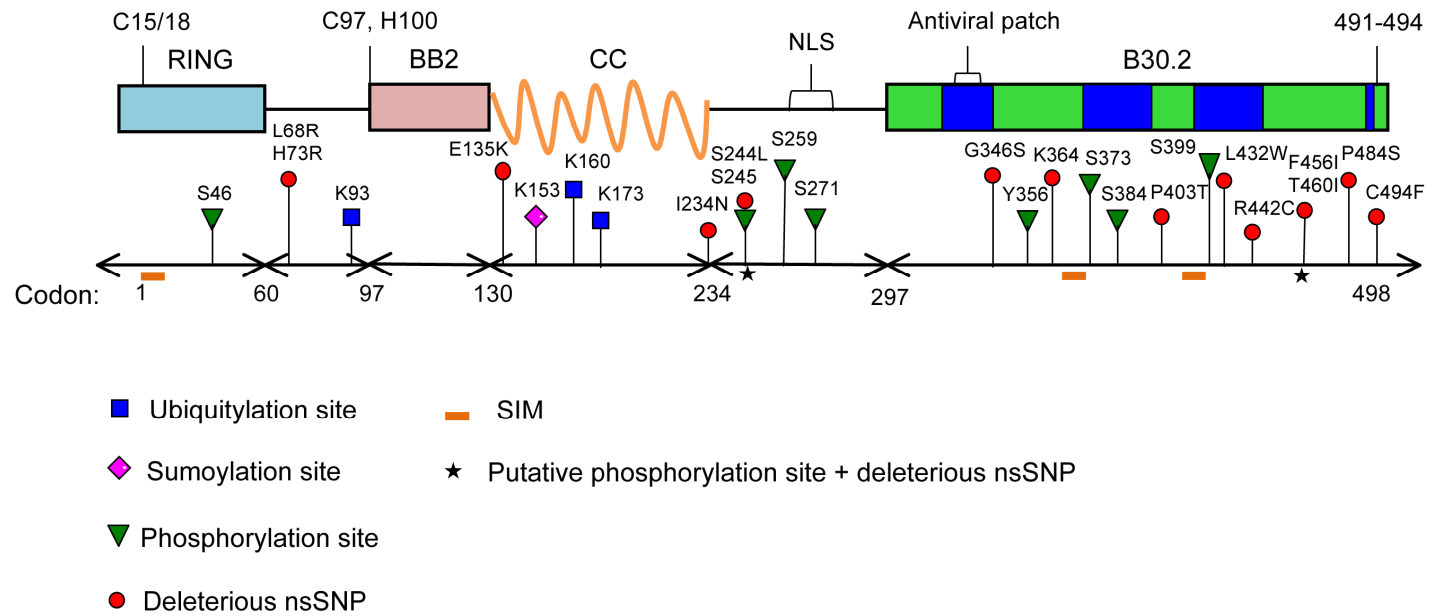 C15/18
C97, H100
Antiviral patch
491-494
RING
BB2
CC
NLS
B30.2
L68R
H73R
S46
K93
E135K
K153
K160
K173
I234N
S244L
S245
S259
S271
G346S
Y356
K364
S373
S384
P403T
S399
L432W
R442C
F456I
T460I
P484S
C494F
Codon:
1
60
97
130
234
297
498
Ubiquitylation site
SIM
Sumoylation site
Putative phosphorylation site + deleterious nsSNP
Phosphorylation site
Deleterious nsSNP